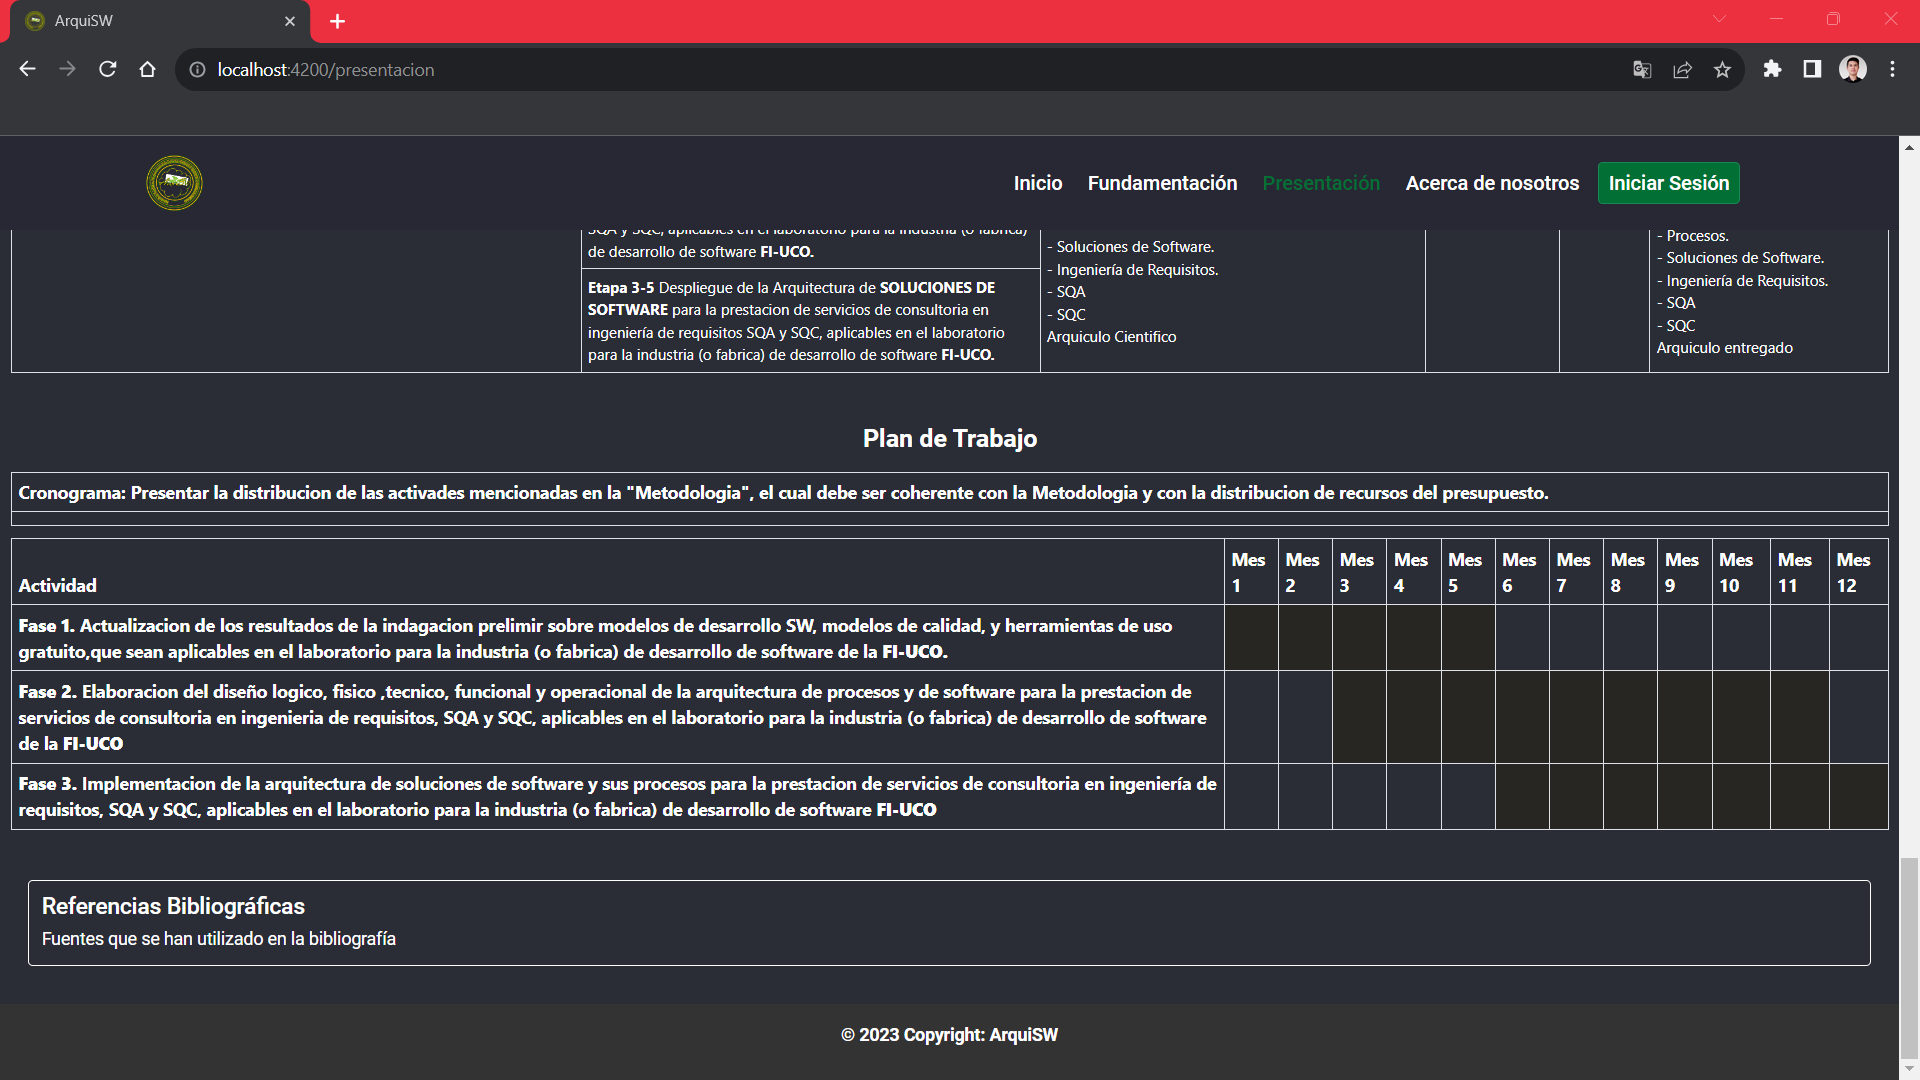 ArquiSW
localhost:4200/presentacion
Inicio Fundamentación Presentación Acerca de nosotros Iniciar Sesión
SQA y SQC, aplicables en el laboratorio para la industria (o fabrica)
de desarrollo de software FI-UCO.
Etapa 3-5 Despliegue de la Arquitectura de SOLUCIONES DE
SOFTWARE para la prestacion de servicios de consultoria en
ingeniería de requisitos SQA y SQC, aplicables en el laboratorio
para la industria (o fabrica) de desarrollo de software FI-UCO.
- Soluciones de Software.
- Ingeniería de Requisitos.
- SQA
- SQC
Arquiculo Cientifico
- Procesos.
- Soluciones de Software.
- Ingeniería de Requisitos.
- SQA
- SQC
Arquiculo entregado
Plan de Trabajo
Cronograma: Presentar la distribucion de las activades mencionadas en la "Metodologia", el cual debe ser coherente con la Metodologia y con la distribucion de recursos del presupuesto.
Actividad
Mes 1
Mes 2
Mes 3
Mes 4
Mes 5
Mes 6
Mes 7
Mes 8
Mes 9
Mes 10
Mes 11
Mes 12
Fase 1. Actualizacion de los resultados de la indagacion prelimir sobre modelos de desarrollo SW, modelos de calidad, y herramientas de uso
gratuito,que sean aplicables en el laboratorio para la industria (o fabrica) de desarrollo de software de la FI-UCO.
Fase 2. Elaboracion del diseño logico, fisico ,tecnico, funcional y operacional de la arquitectura de procesos y de software para la prestacion de
servicios de consultoria en ingenieria de requisitos, SQA y SQC, aplicables en el laboratorio para la industria (o fabrica) de desarrollo de software
de la FI-UCO
Fase 3. Implementacion de la arquitectura de soluciones de software y sus procesos para la prestacion de servicios de consultoria en ingeniería de
requisitos, SQA y SQC, aplicables en el laboratorio para la industria (o fabrica) de desarrollo de software FI-UCO
Referencias Bibliográficas
Fuentes que se han utilizado en la bibliografía
© 2023 Copyright: ArquiSW